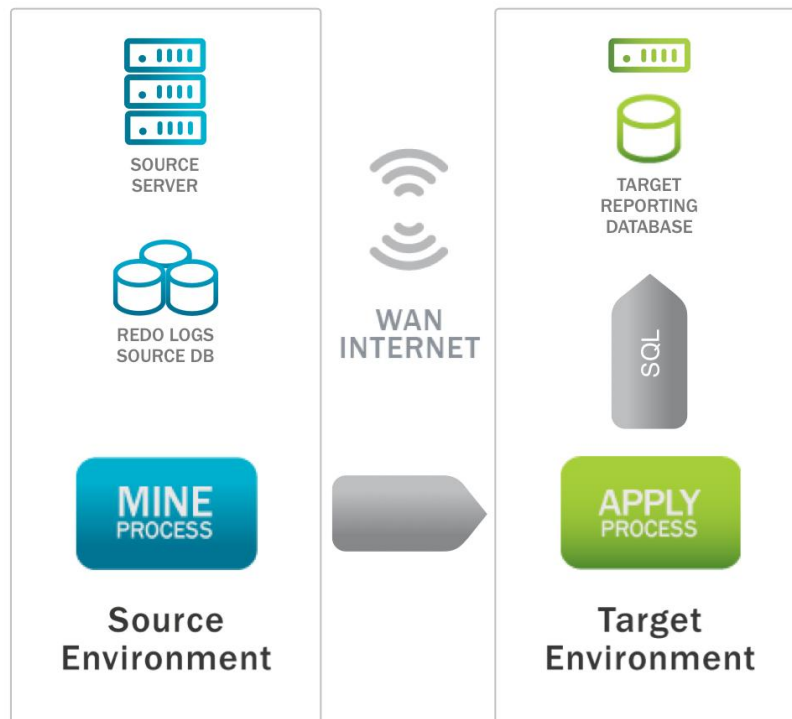 SOURCE
SERVER
REDO LOGS
SOURCE DB
MINE
PROCESS
Source
Environment
WAN
INTERNET
TARGET
REPORTING
DATABASE
SQL
APPLY
PROCESS
Target
Environment